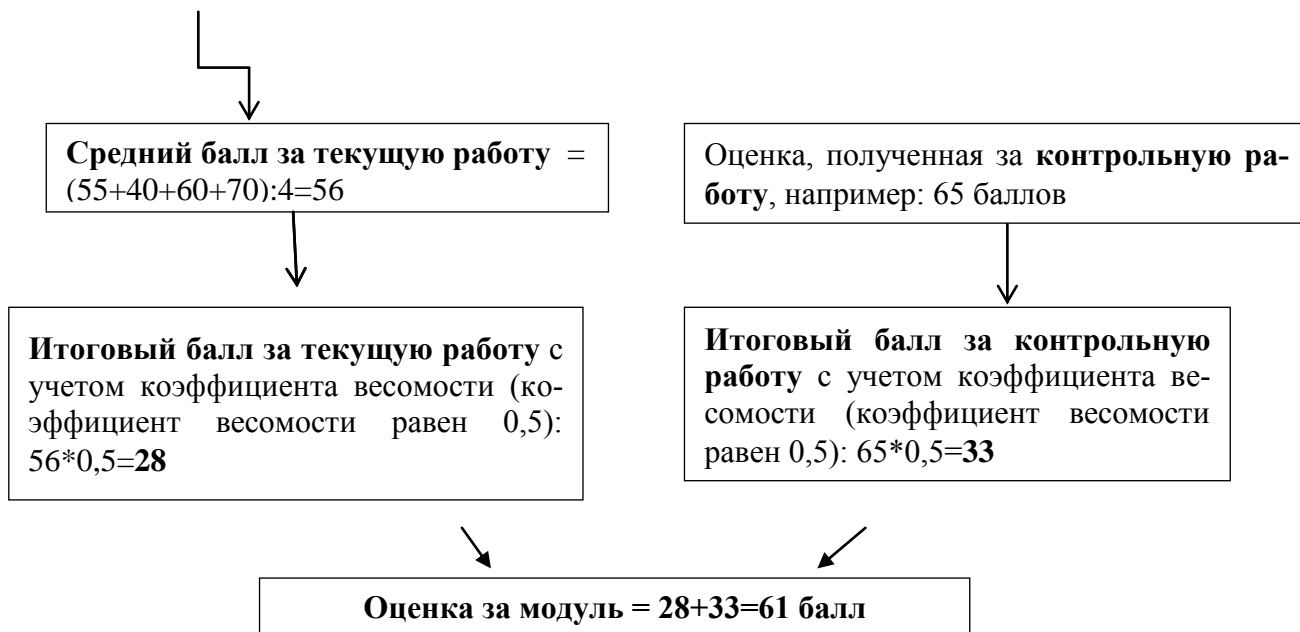 Средний балл за текущую работу =
(55+40+60+70):4=56
Оценка, полученная за контрольную ра-
боту, например: 65 баллов
Итоговый балл за текущую работу с
учетом коэффициента весомости (ко-
эффициент весомости равен 0,5):
56*0,5=28
Итоговый балл за контрольную
работу с учетом коэффициента ве-
сомости (коэффициент весомости
равен 0,5): 65*0,5=33
Оценка за модуль = 28+33=61 балл